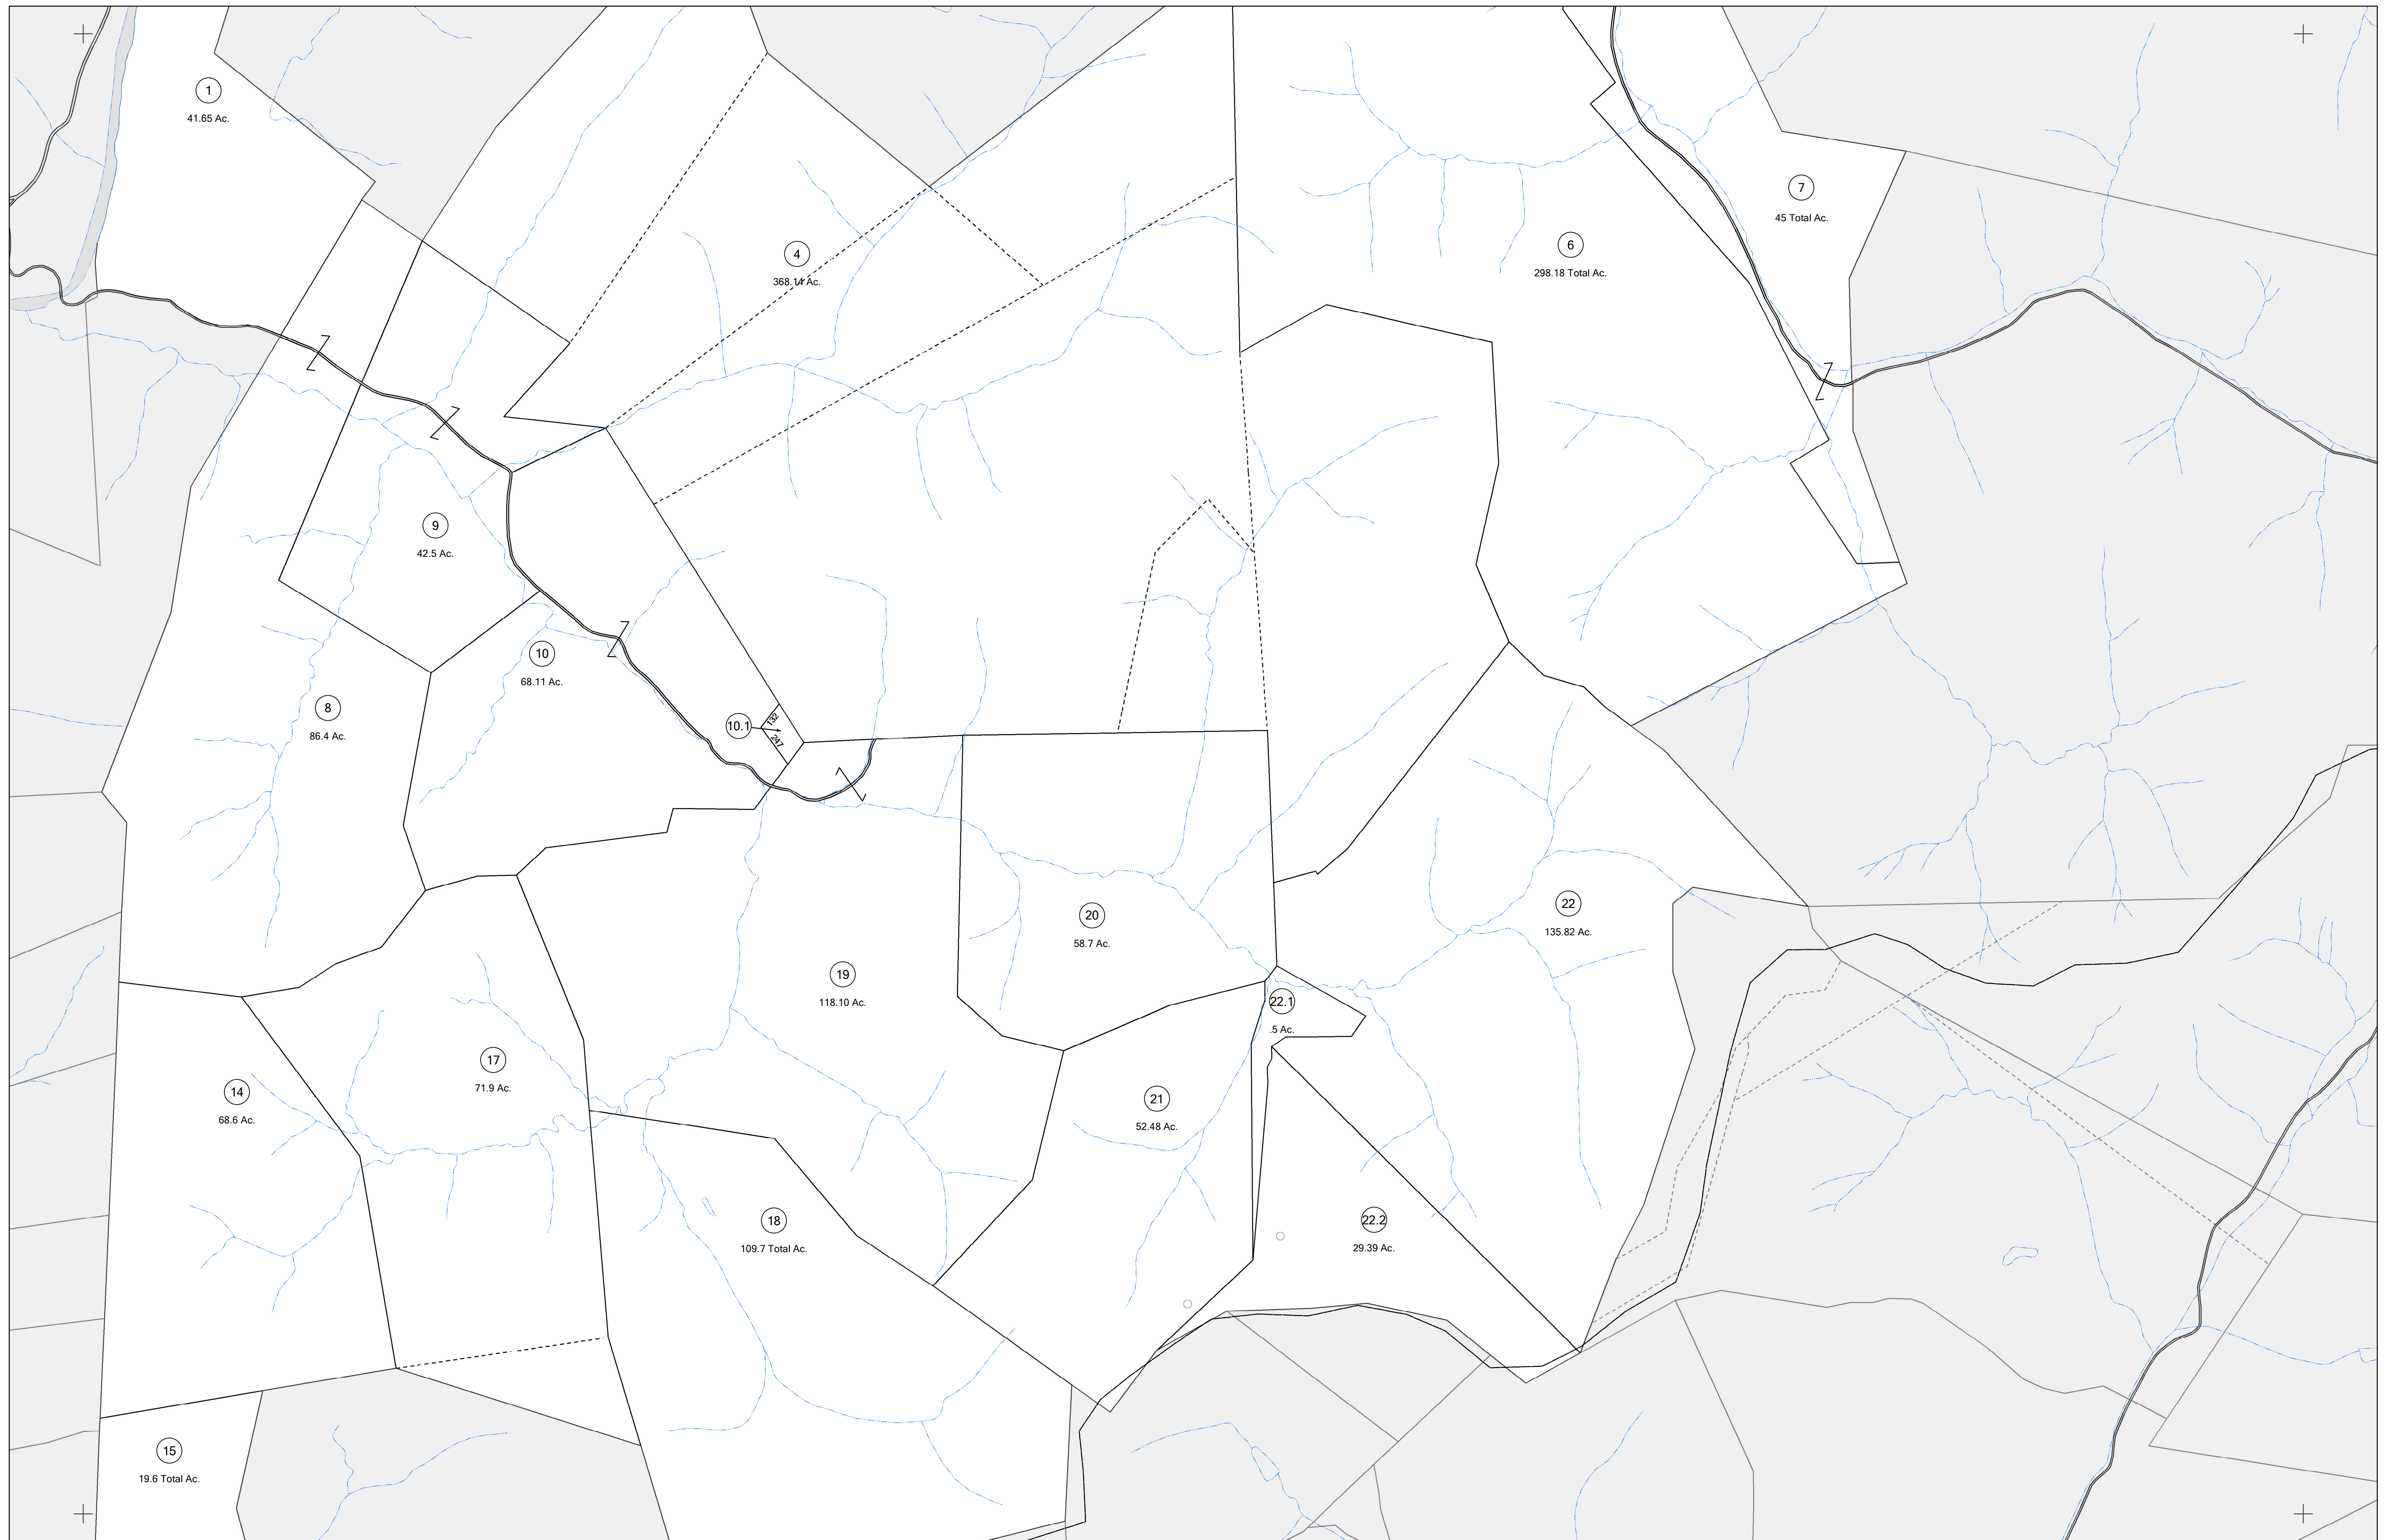 1
41.65 Ac.
7
45 Total Ac.
4
368.14 Ac.
6
298.18 Total Ac.
9
42.5 Ac.
10
68.11 Ac.
8
86.4 Ac.
10.1
132
247
20
58.7 Ac.
22
135.82 Ac.
19
118.10 Ac.
22.1
.5 Ac.
17
71.9 Ac.
14
68.6 Ac.
21
52.48 Ac.
18
109.7 Total Ac.
22.2
29.39 Ac.
15
19.6 Total Ac.